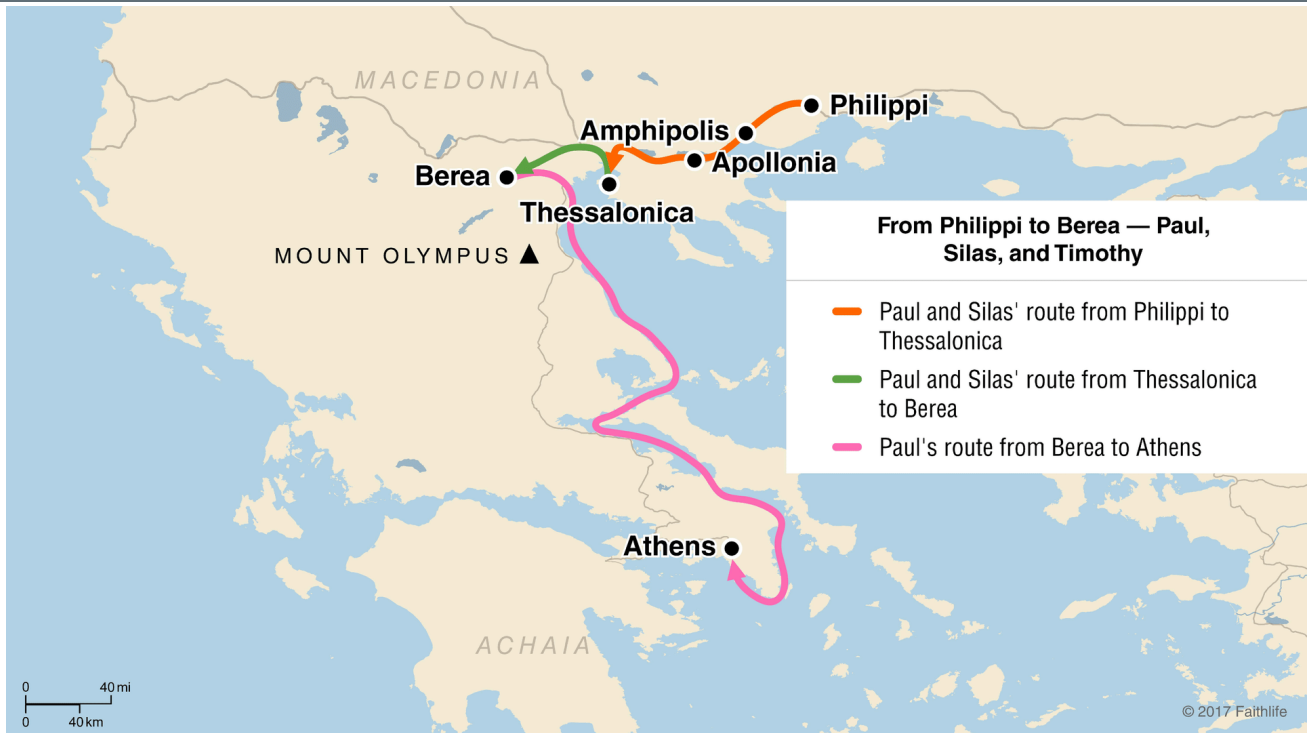 MACEDONIA
Philippi
Amphipolis
Apollonia
Berea
Thessalonica
MOUNT OLYMPUS
From Philippi to Berea — Paul,
Silas, and Timothy
Paul and Silas' route from Philippi to
Thessalonica
Paul and Silas' route from Thessalonica
to Berea
Paul's route from Berea to Athens
Athens
ACHAIA
0 40 mi
0 40 km
© 2017 Faithlife